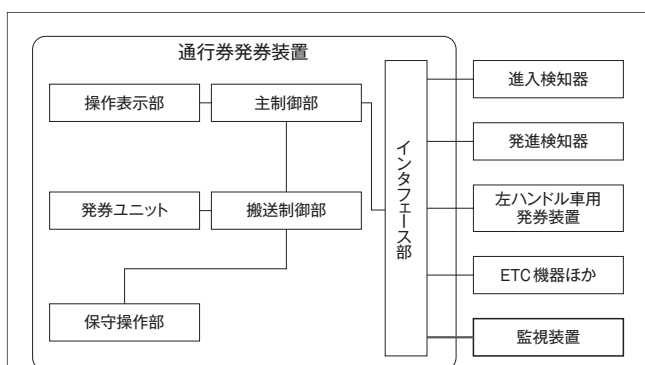 通行券発券装置
操作表示部
主制御部
発券ユニット
搬送制御部
保守操作部
インタフェース部
進入検知器
発進検知器
左ハンドル車用
発券装置
ETC機器ほか
監視装置